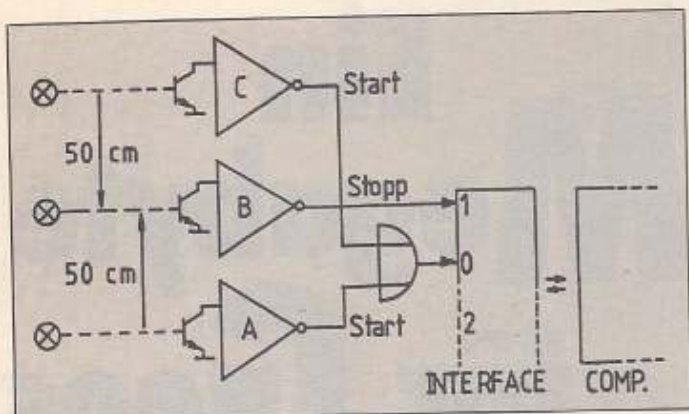 C
Start
50 cm
B
Stopp
1
0
50 cm
A
Start
2
INTERFACE
COMP.